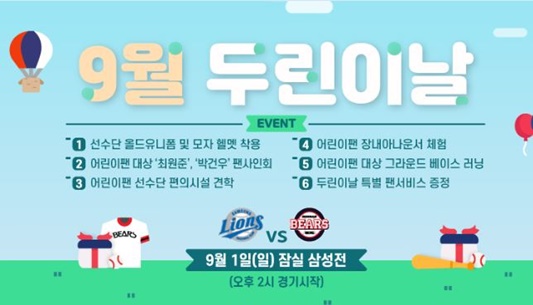 9월 두린이날
EVENT
1 선수단 올드유니폼 및 모자 헬멧 착용
2 어린이팬 대상 '최원준', '박건우' 팬사인회
3 어린이팬 선수단 편의시설 견학
4 어린이팬 장내아나운서 체험
5 어린이팬 대상 그라운드 베이스 러닝
6 두린이날 특별 팬서비스 증정
Lions VS BEARS
BEARS
9월 1일(일) 잠실 삼성전
(오후 2시 경기시작)